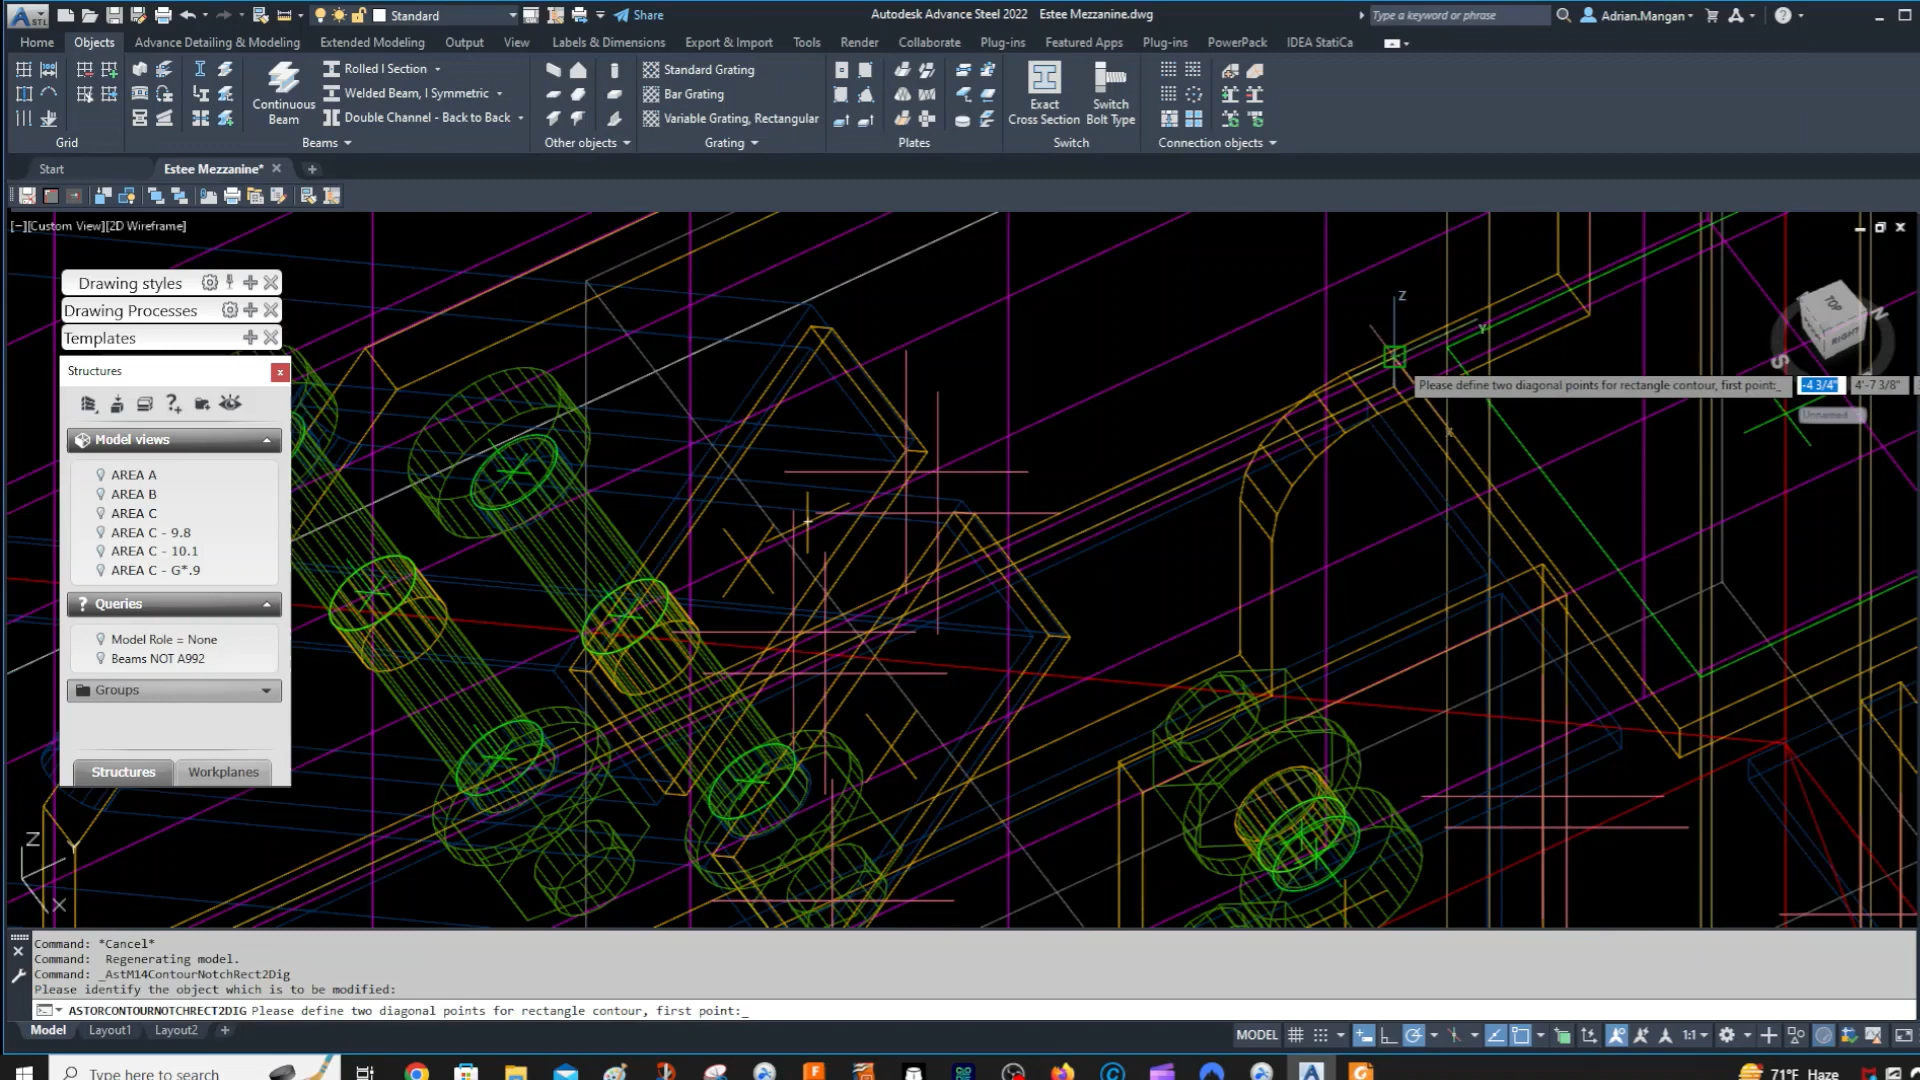 STL
Standard
Share
Autodesk Advance Steel 2022 Estee Mezzanine.dwg
Type a keyword or phrase
Adrian.Mangan
Home Objects Advance Detailing & Modeling Extended Modeling Output View Labels & Dimensions Export & Import Tools Render Collaborate Plug-ins Featured Apps Plug-ins PowerPack IDEA StatiCa
Rolled I Section
Welded Beam, I Symmetric
Double Channel - Back to Back
Continuous
Beam
Standard Grating
Bar Grating
Variable Grating, Rectangular
Exact
Cross Section
Switch
Bolt Type
Grid Beams Other objects Grating Plates Switch Connection objects
Start Estee Mezzanine*
[−][Custom View][2D Wireframe]
Drawing styles
Drawing Processes
Templates
Structures
Model views
AREA A
AREA B
AREA C
AREA C - 9.8
AREA C - 10.1
AREA C - G*.9
Queries
Model Role = None
Beams NOT A992
Groups
Structures Workplanes
Z
Y
X
TOP
RIGHT
S
N
Please define two diagonal points for rectangle contour, first point:_ -4 3/4" 4'-7 3/8"
Unnamed
Z
Y
X
Command: *Cancel*
Command: Regenerating model.
Command: _AstM14ContourNotchRect2Dig
Please identify the object which is to be modified:
ASTORCONTOURNOTCHRECT2DIG Please define two diagonal points for rectangle contour, first point:_
Model Layout1 Layout2
MODEL 1:1
Type here to search
71°F Haze